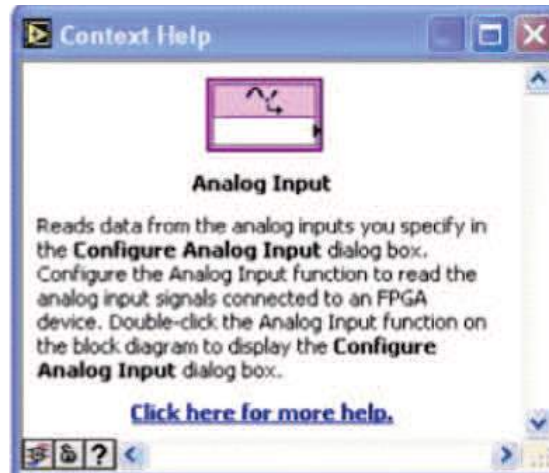 Context Help
Analog Input
Reads data from the analog inputs you specify in
the Configure Analog Input dialog box.
Configure the Analog Input function to read the
analog input signals connected to an FPGA
device. Double-click the Analog Input function on
the block diagram to display the Configure
Analog Input dialog box.
Click here for more help.
?